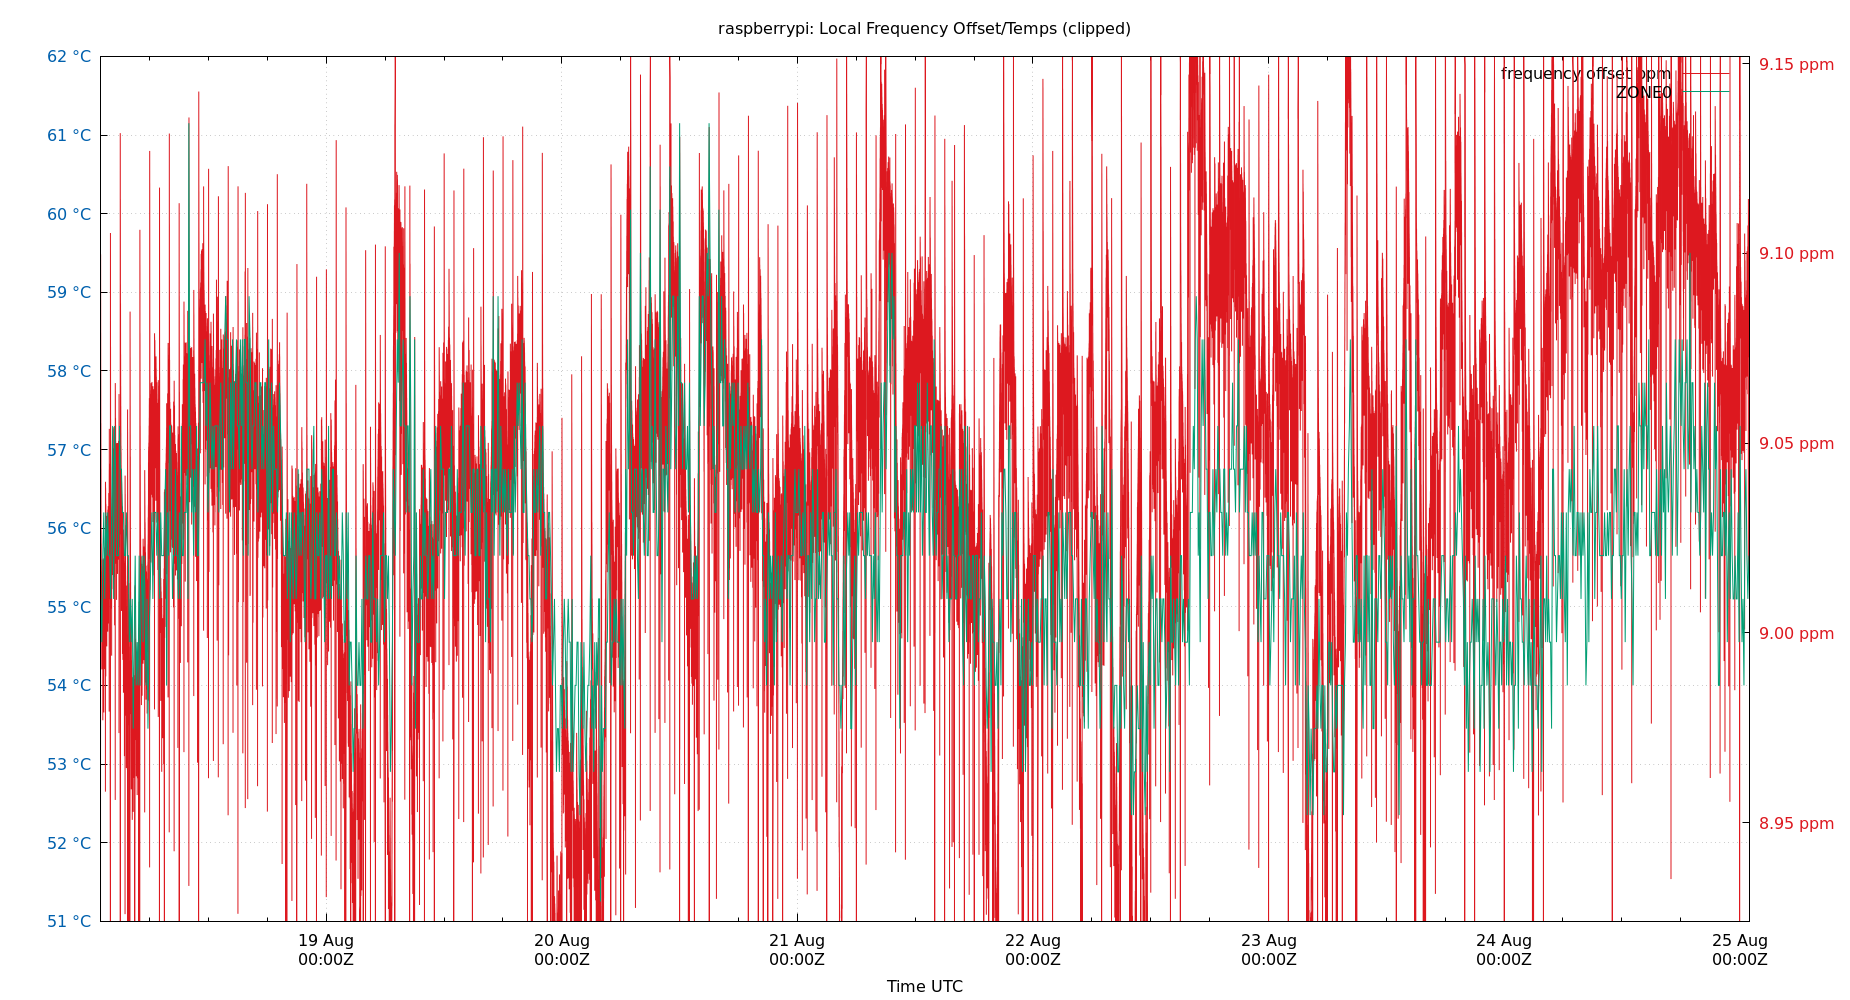 raspberrypi: Local Frequency Offset/Temps (clipped)
62 °C
61 °C
60 °C
59 °C
58 °C
57 °C
56 °C
55 °C
54 °C
53 °C
52 °C
51 °C
frequency offset ppm
ZONE0
9.15 ppm
9.10 ppm
9.05 ppm
9.00 ppm
8.95 ppm
19 Aug 20 Aug 21 Aug 22 Aug 23 Aug 24 Aug 25 Aug
00:00Z 00:00Z 00:00Z 00:00Z 00:00Z 00:00Z 00:00Z
Time UTC